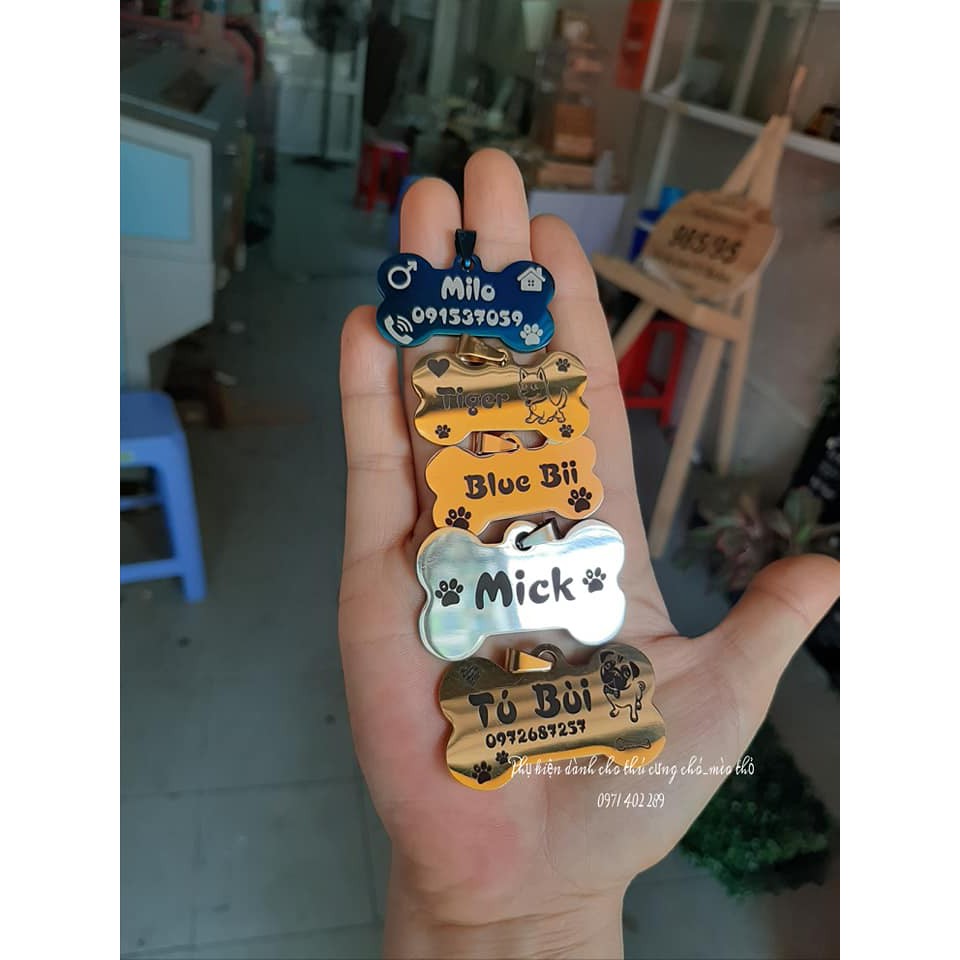 Milo
091537059
Tiger
Blue Bii
Mick
Tú Bùi
0972687257
Phụ kiện dành cho thú cưng chó_mèo thỏ
0971 402 289